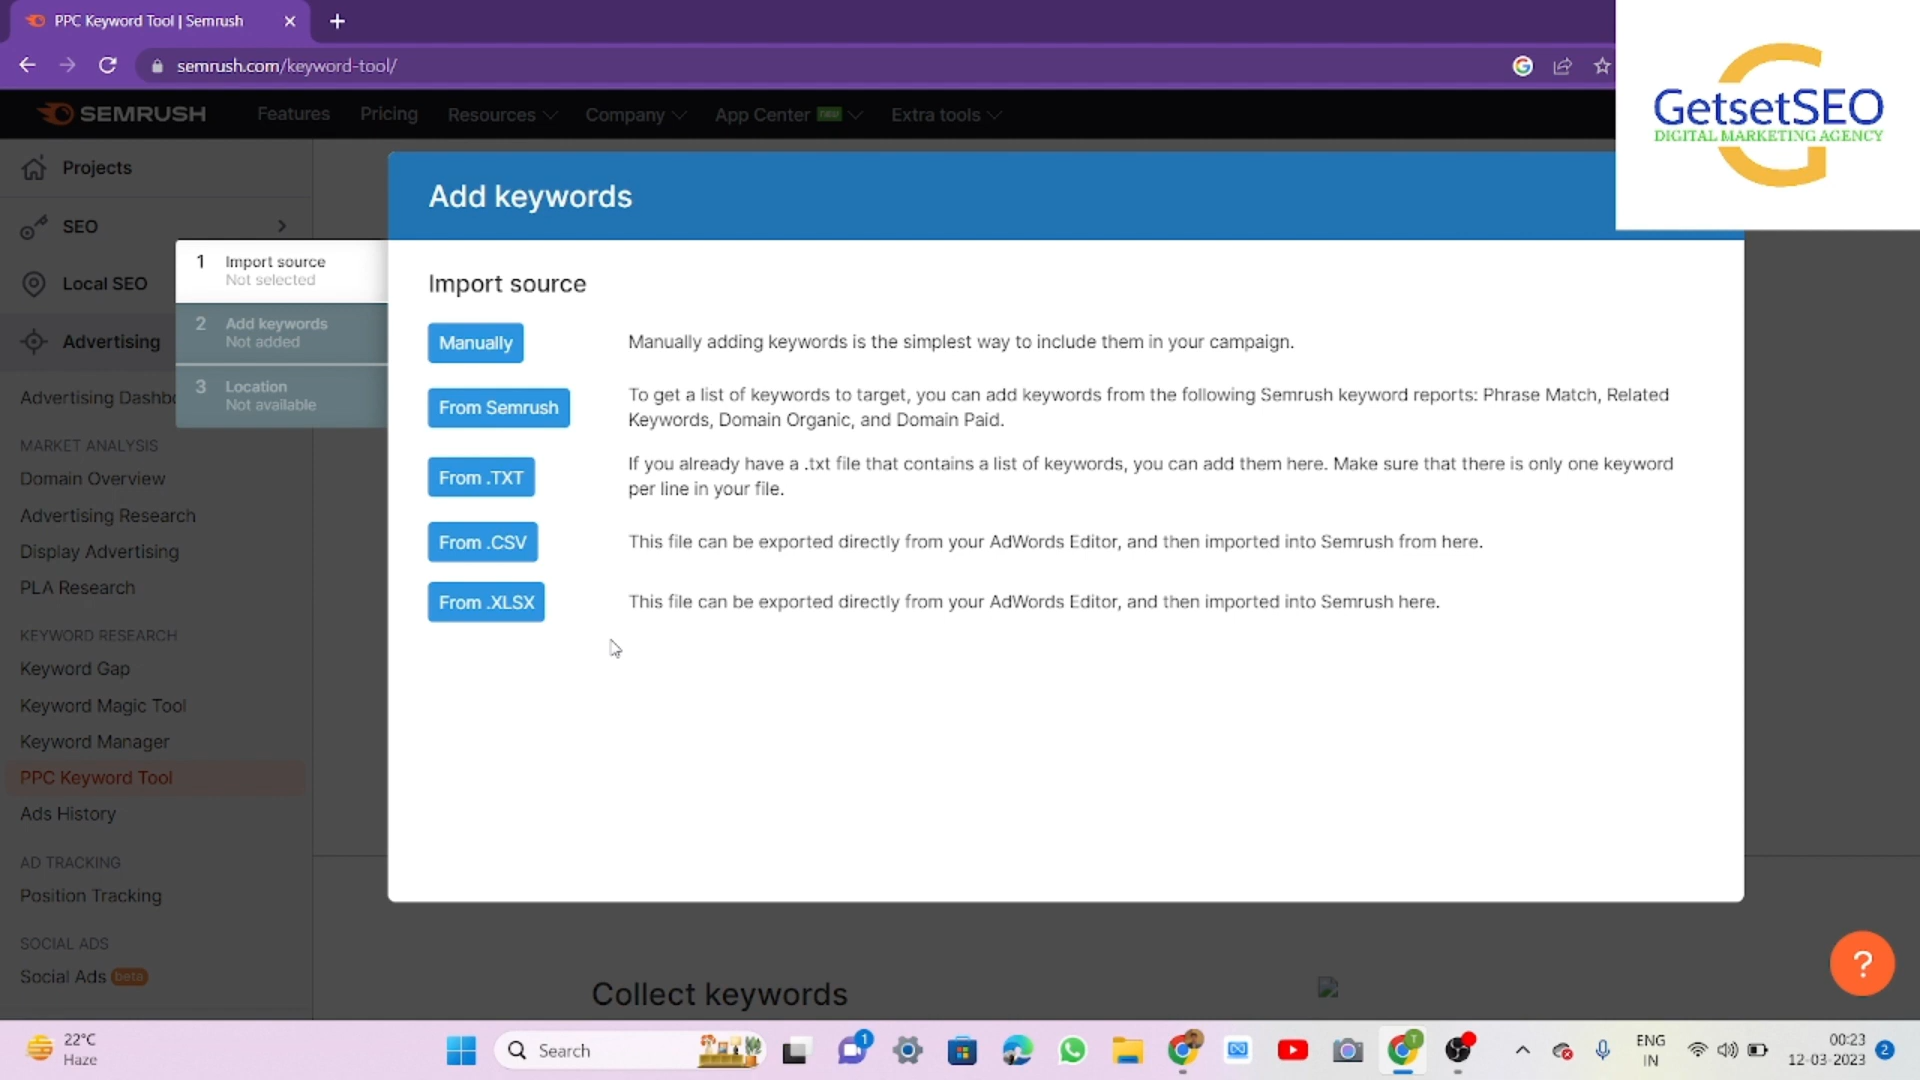 PPC Keyword Tool | Semrush
semrush.com/keyword-tool/
GetsetSEO
DIGITAL MARKETING AGENCY
SEMRUSH
Features
Pricing
Resources
Company
App Center new
Extra tools
Projects
SEO
Local SEO
Advertising
Advertising Dashbo
MARKET ANALYSIS
Domain Overview
Advertising Research
Display Advertising
PLA Research
KEYWORD RESEARCH
Keyword Gap
Keyword Magic Tool
Keyword Manager
PPC Keyword Tool
Ads History
AD TRACKING
Position Tracking
SOCIAL ADS
Social Ads beta
1 Import source
Not selected
2 Add keywords
Not added
3 Location
Not available
Add keywords
Import source
Manually
Manually adding keywords is the simplest way to include them in your campaign.
From Semrush
To get a list of keywords to target, you can add keywords from the following Semrush keyword reports: Phrase Match, Related
Keywords, Domain Organic, and Domain Paid.
From .TXT
If you already have a .txt file that contains a list of keywords, you can add them here. Make sure that there is only one keyword
per line in your file.
From .CSV
This file can be exported directly from your AdWords Editor, and then imported into Semrush from here.
From .XLSX
This file can be exported directly from your AdWords Editor, and then imported into Semrush here.
Collect keywords
?
22°C
Haze
Search
1
T
ENG
IN
00:23
12-03-2023
2